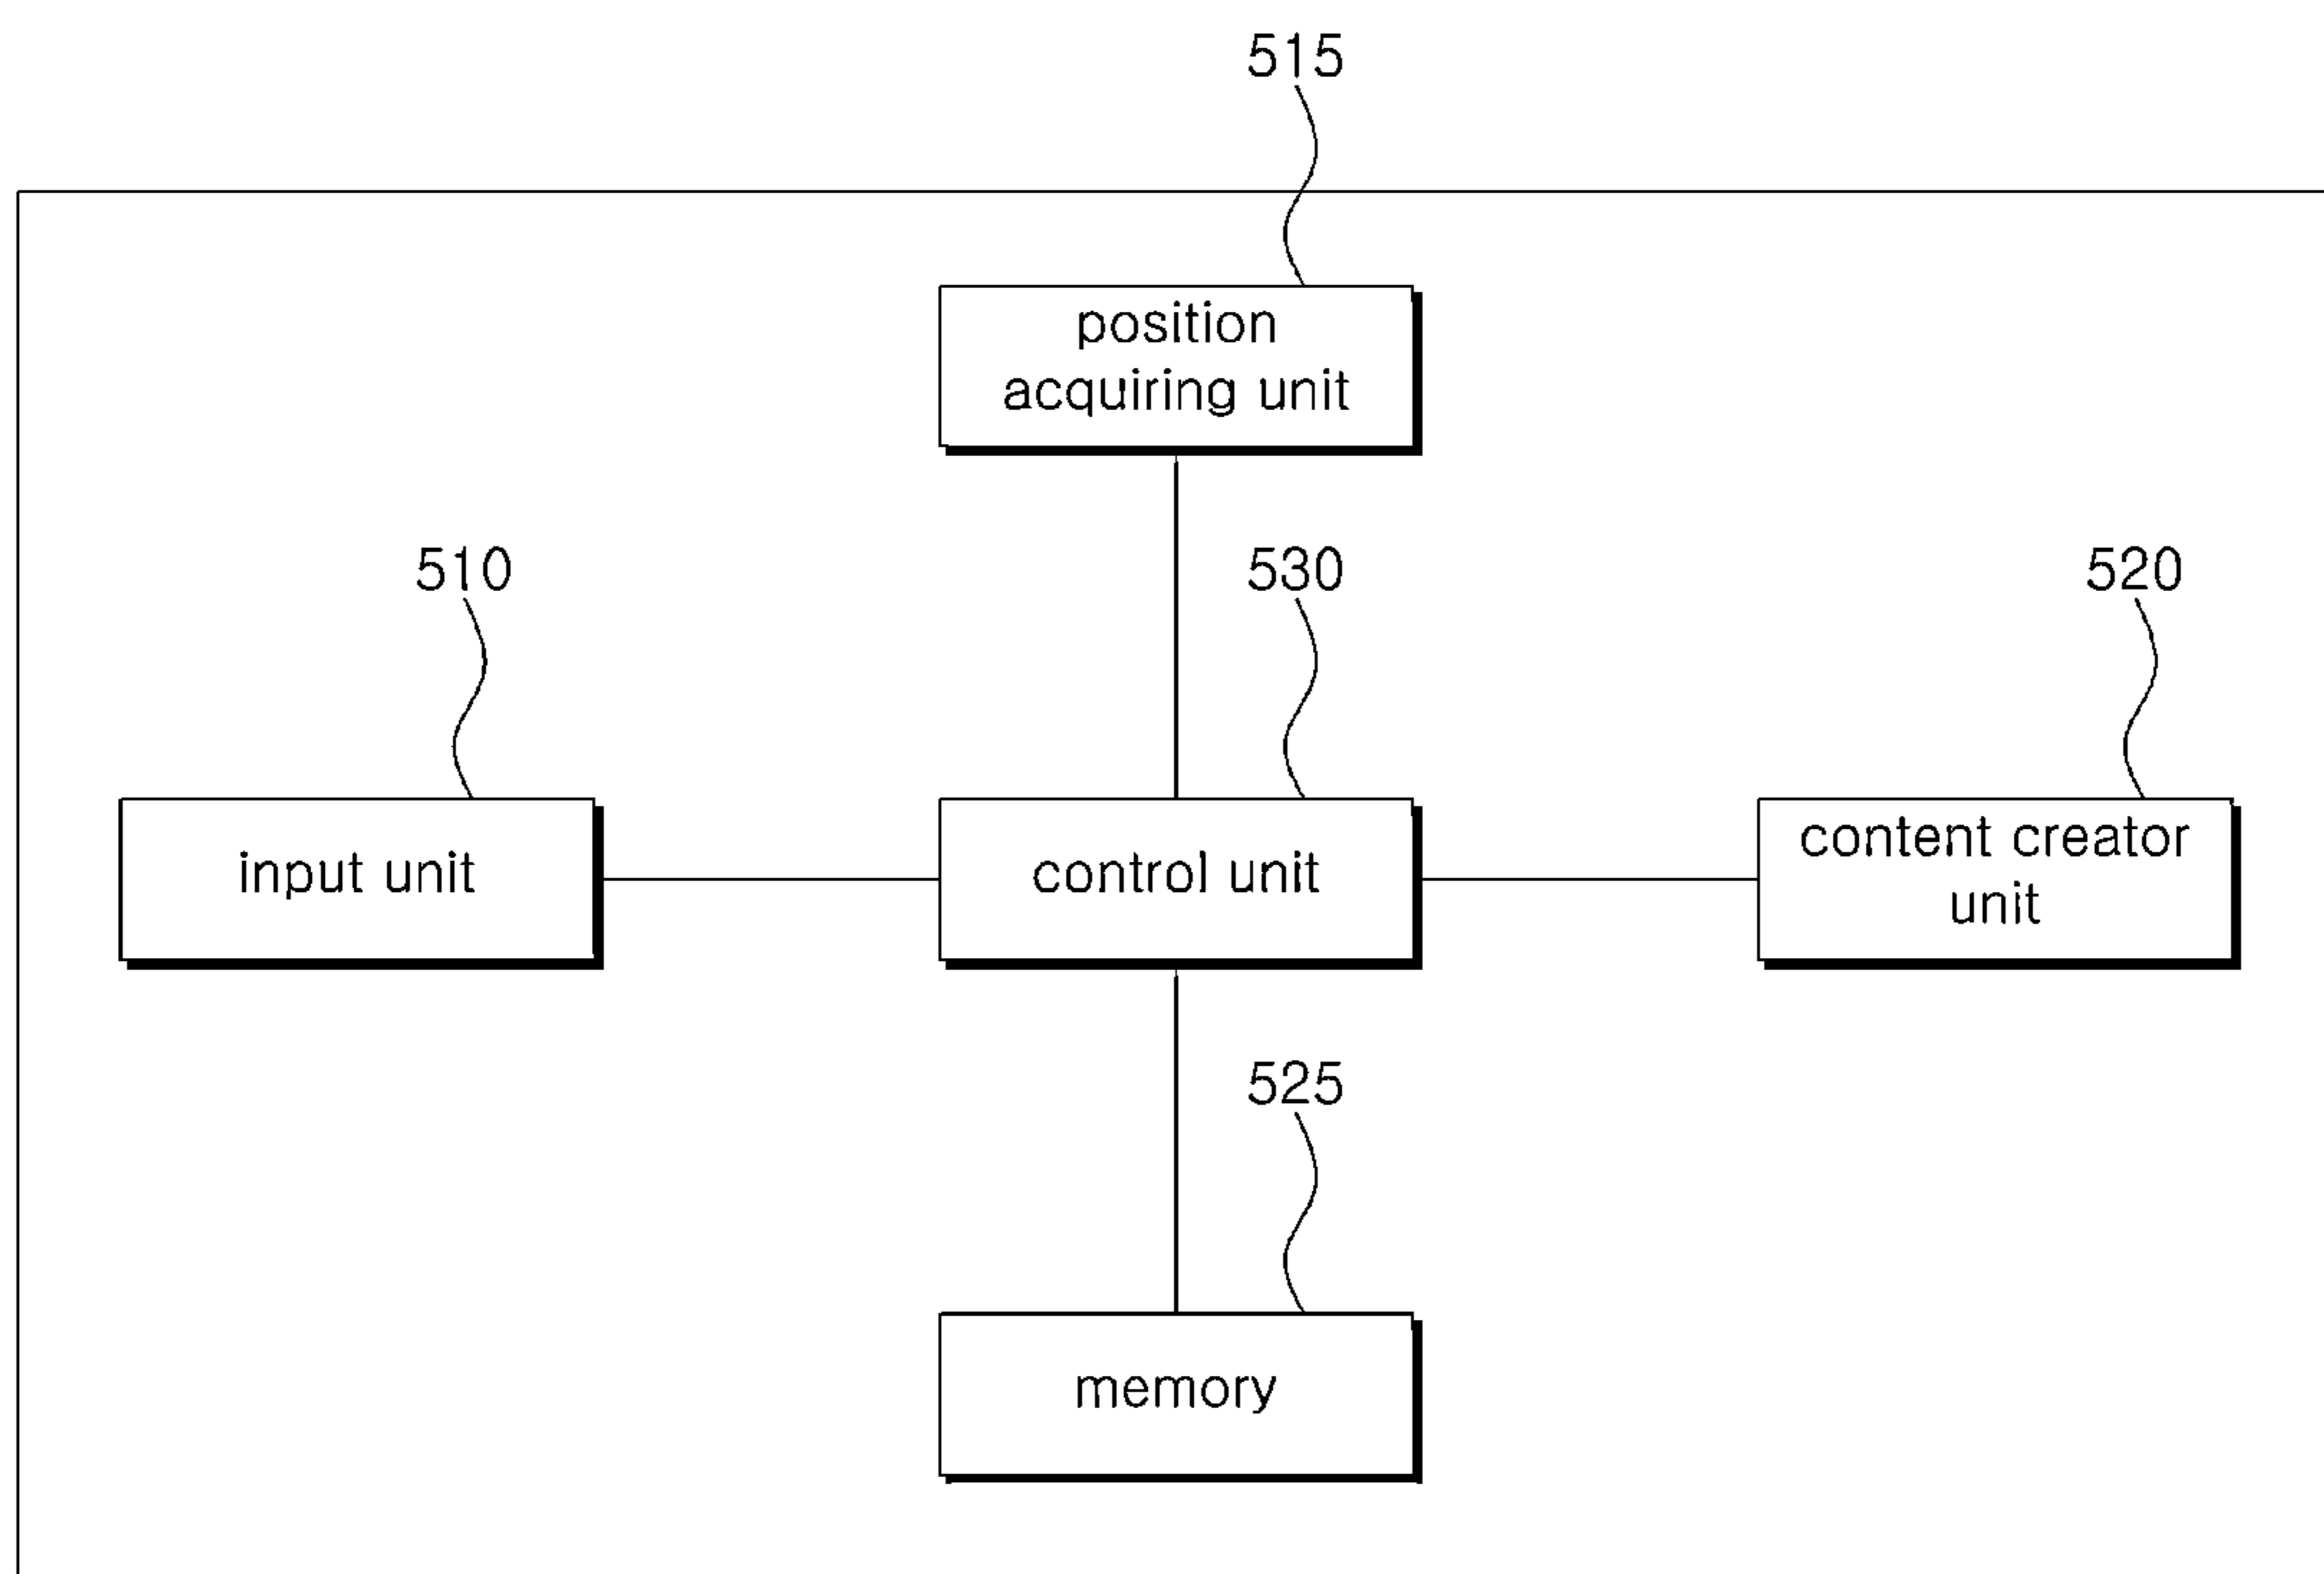 515
position
acquiring unit
510
530
520
input unit
control unit
content creator
unit
525
memory